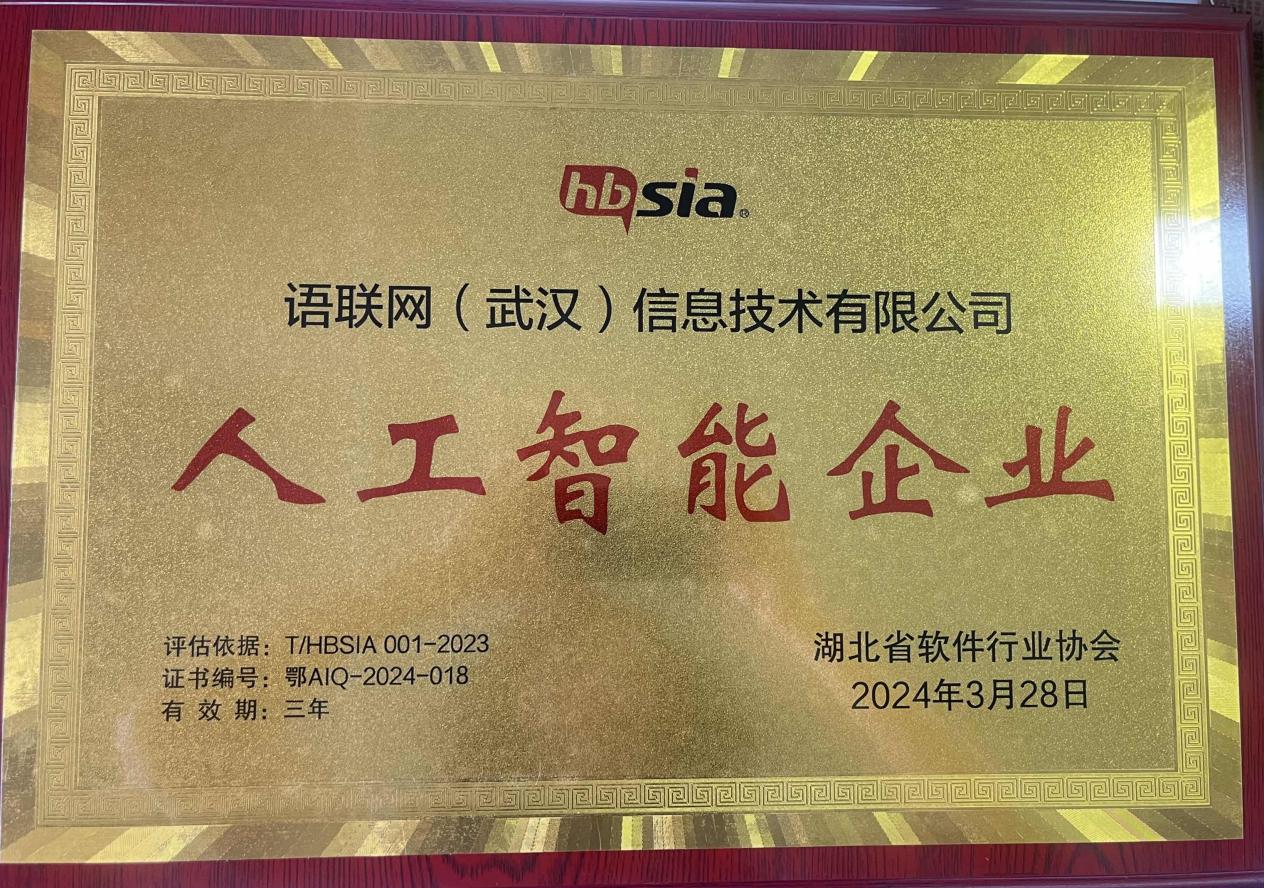 hbsia®
语联网（武汉）信息技术有限公司
人工智能企业
评估依据：T/HBSIA 001-2023
证书编号：鄂AIQ-2024-018
有效期：三年
湖北省软件行业协会
2024年3月28日